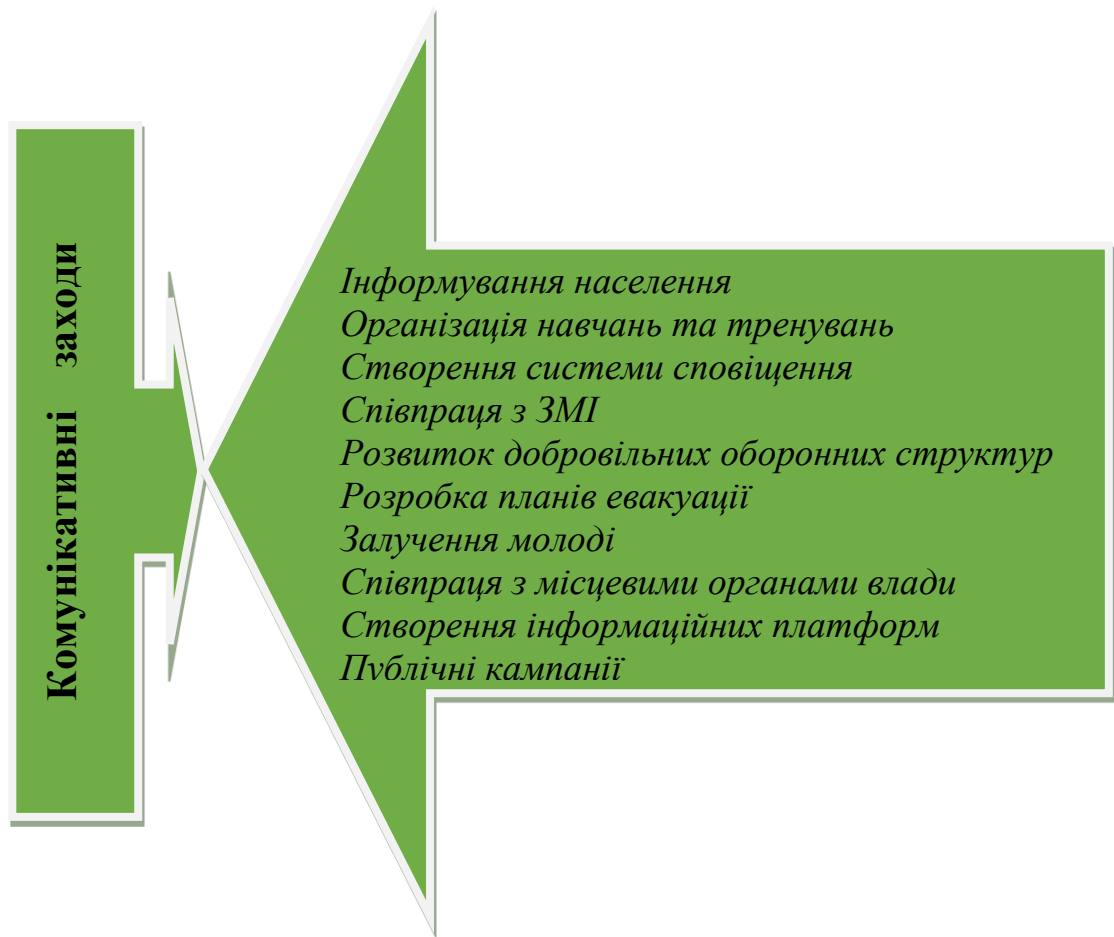 Комунікативні заходи
Інформування населення
Організація навчань та тренувань
Створення системи сповіщення
Співпраця з ЗМІ
Розвиток добровільних оборонних структур
Розробка планів евакуації
Залучення молоді
Співпраця з місцевими органами влади
Створення інформаційних платформ
Публічні кампанії